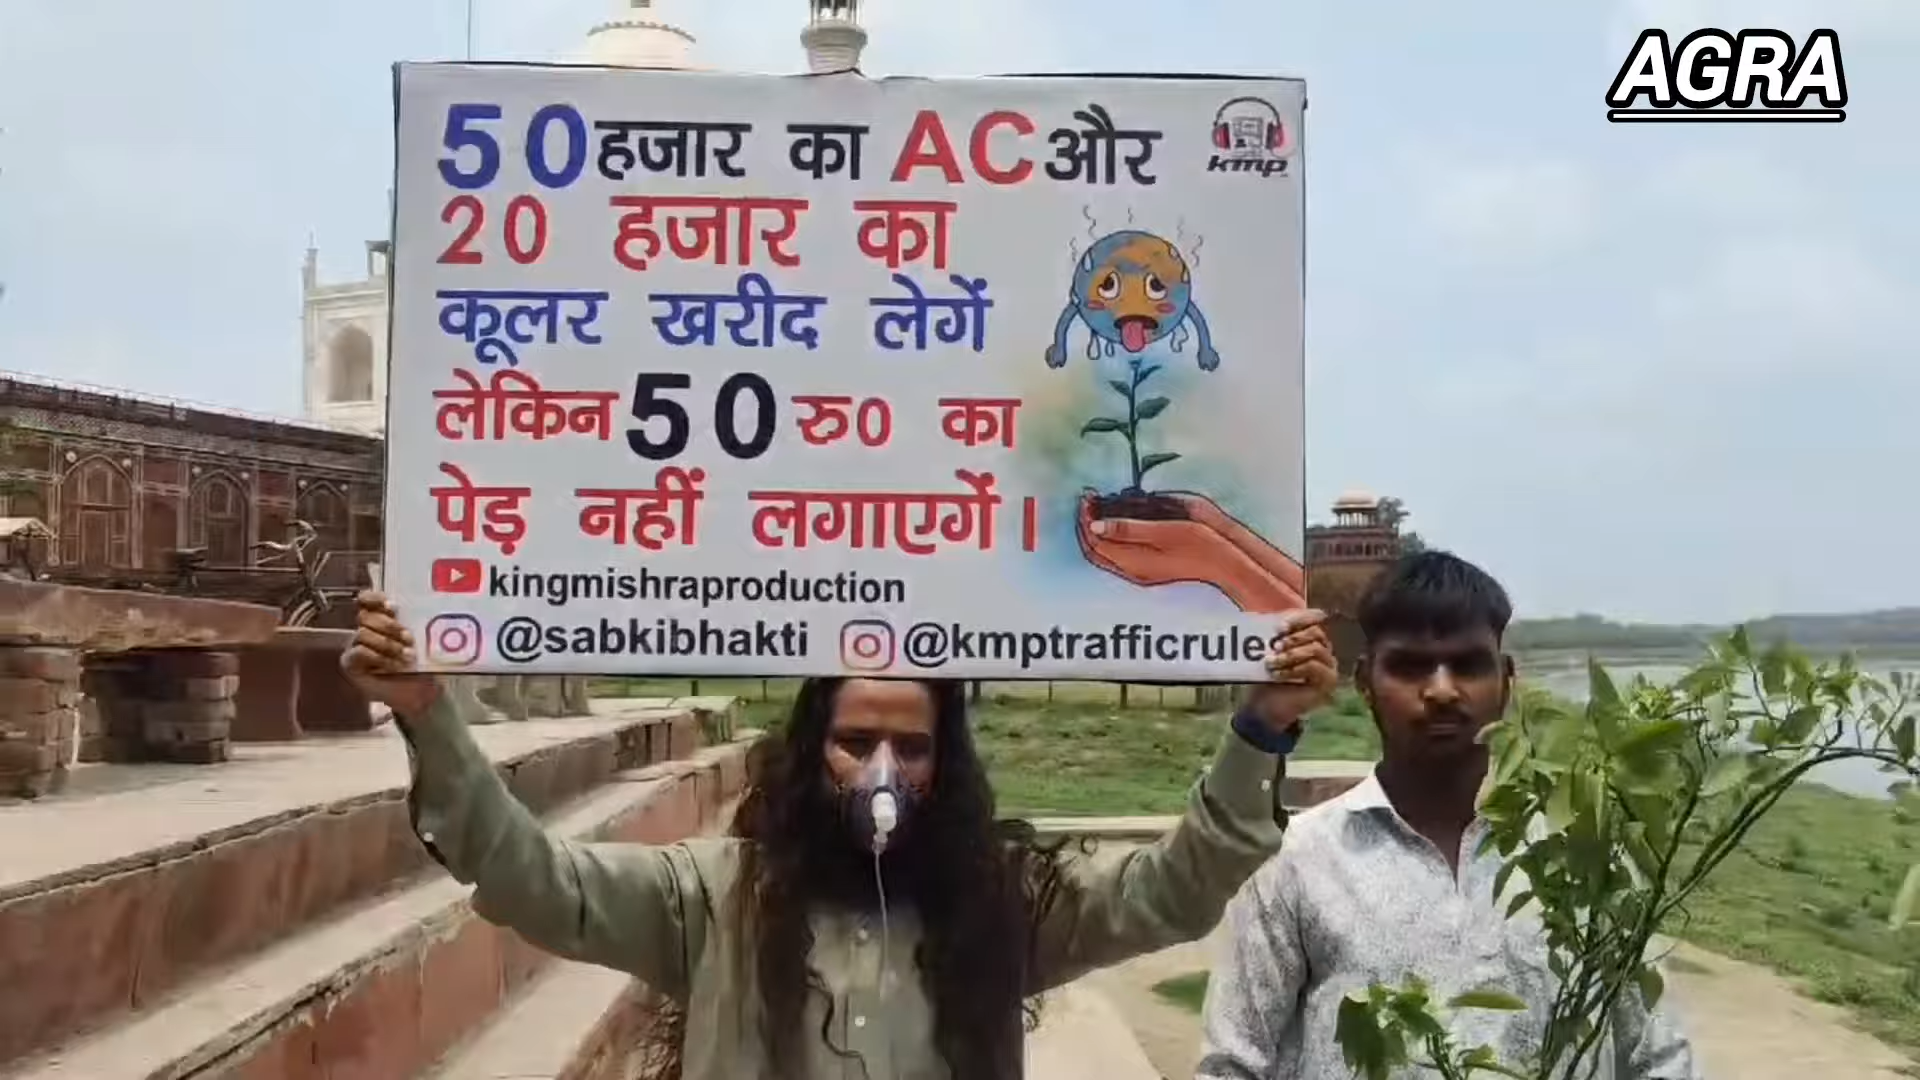 AGRA
50 हजार का AC और
kmp
20 हजार का
कूलर खरीद लेगें
लेकिन 50 रु0 का
पेड़ नहीं लगाएगें।
kingmishraproduction
@sabkibhakti @kmptrafficrules